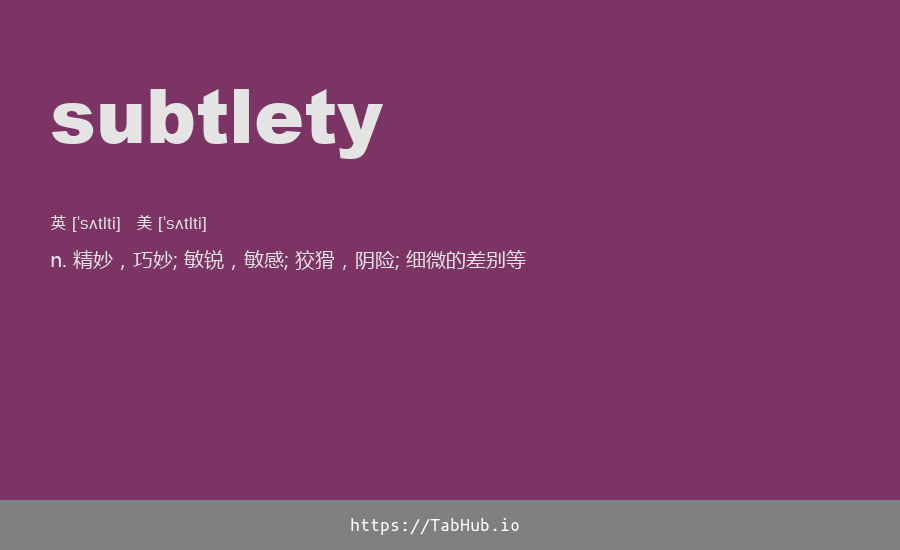 subtlety
英 [ˈsʌtlti] 美 [ˈsʌtlti]
n. 精妙，巧妙; 敏锐，敏感; 狡猾，阴险; 细微的差别等
https://TabHub.io